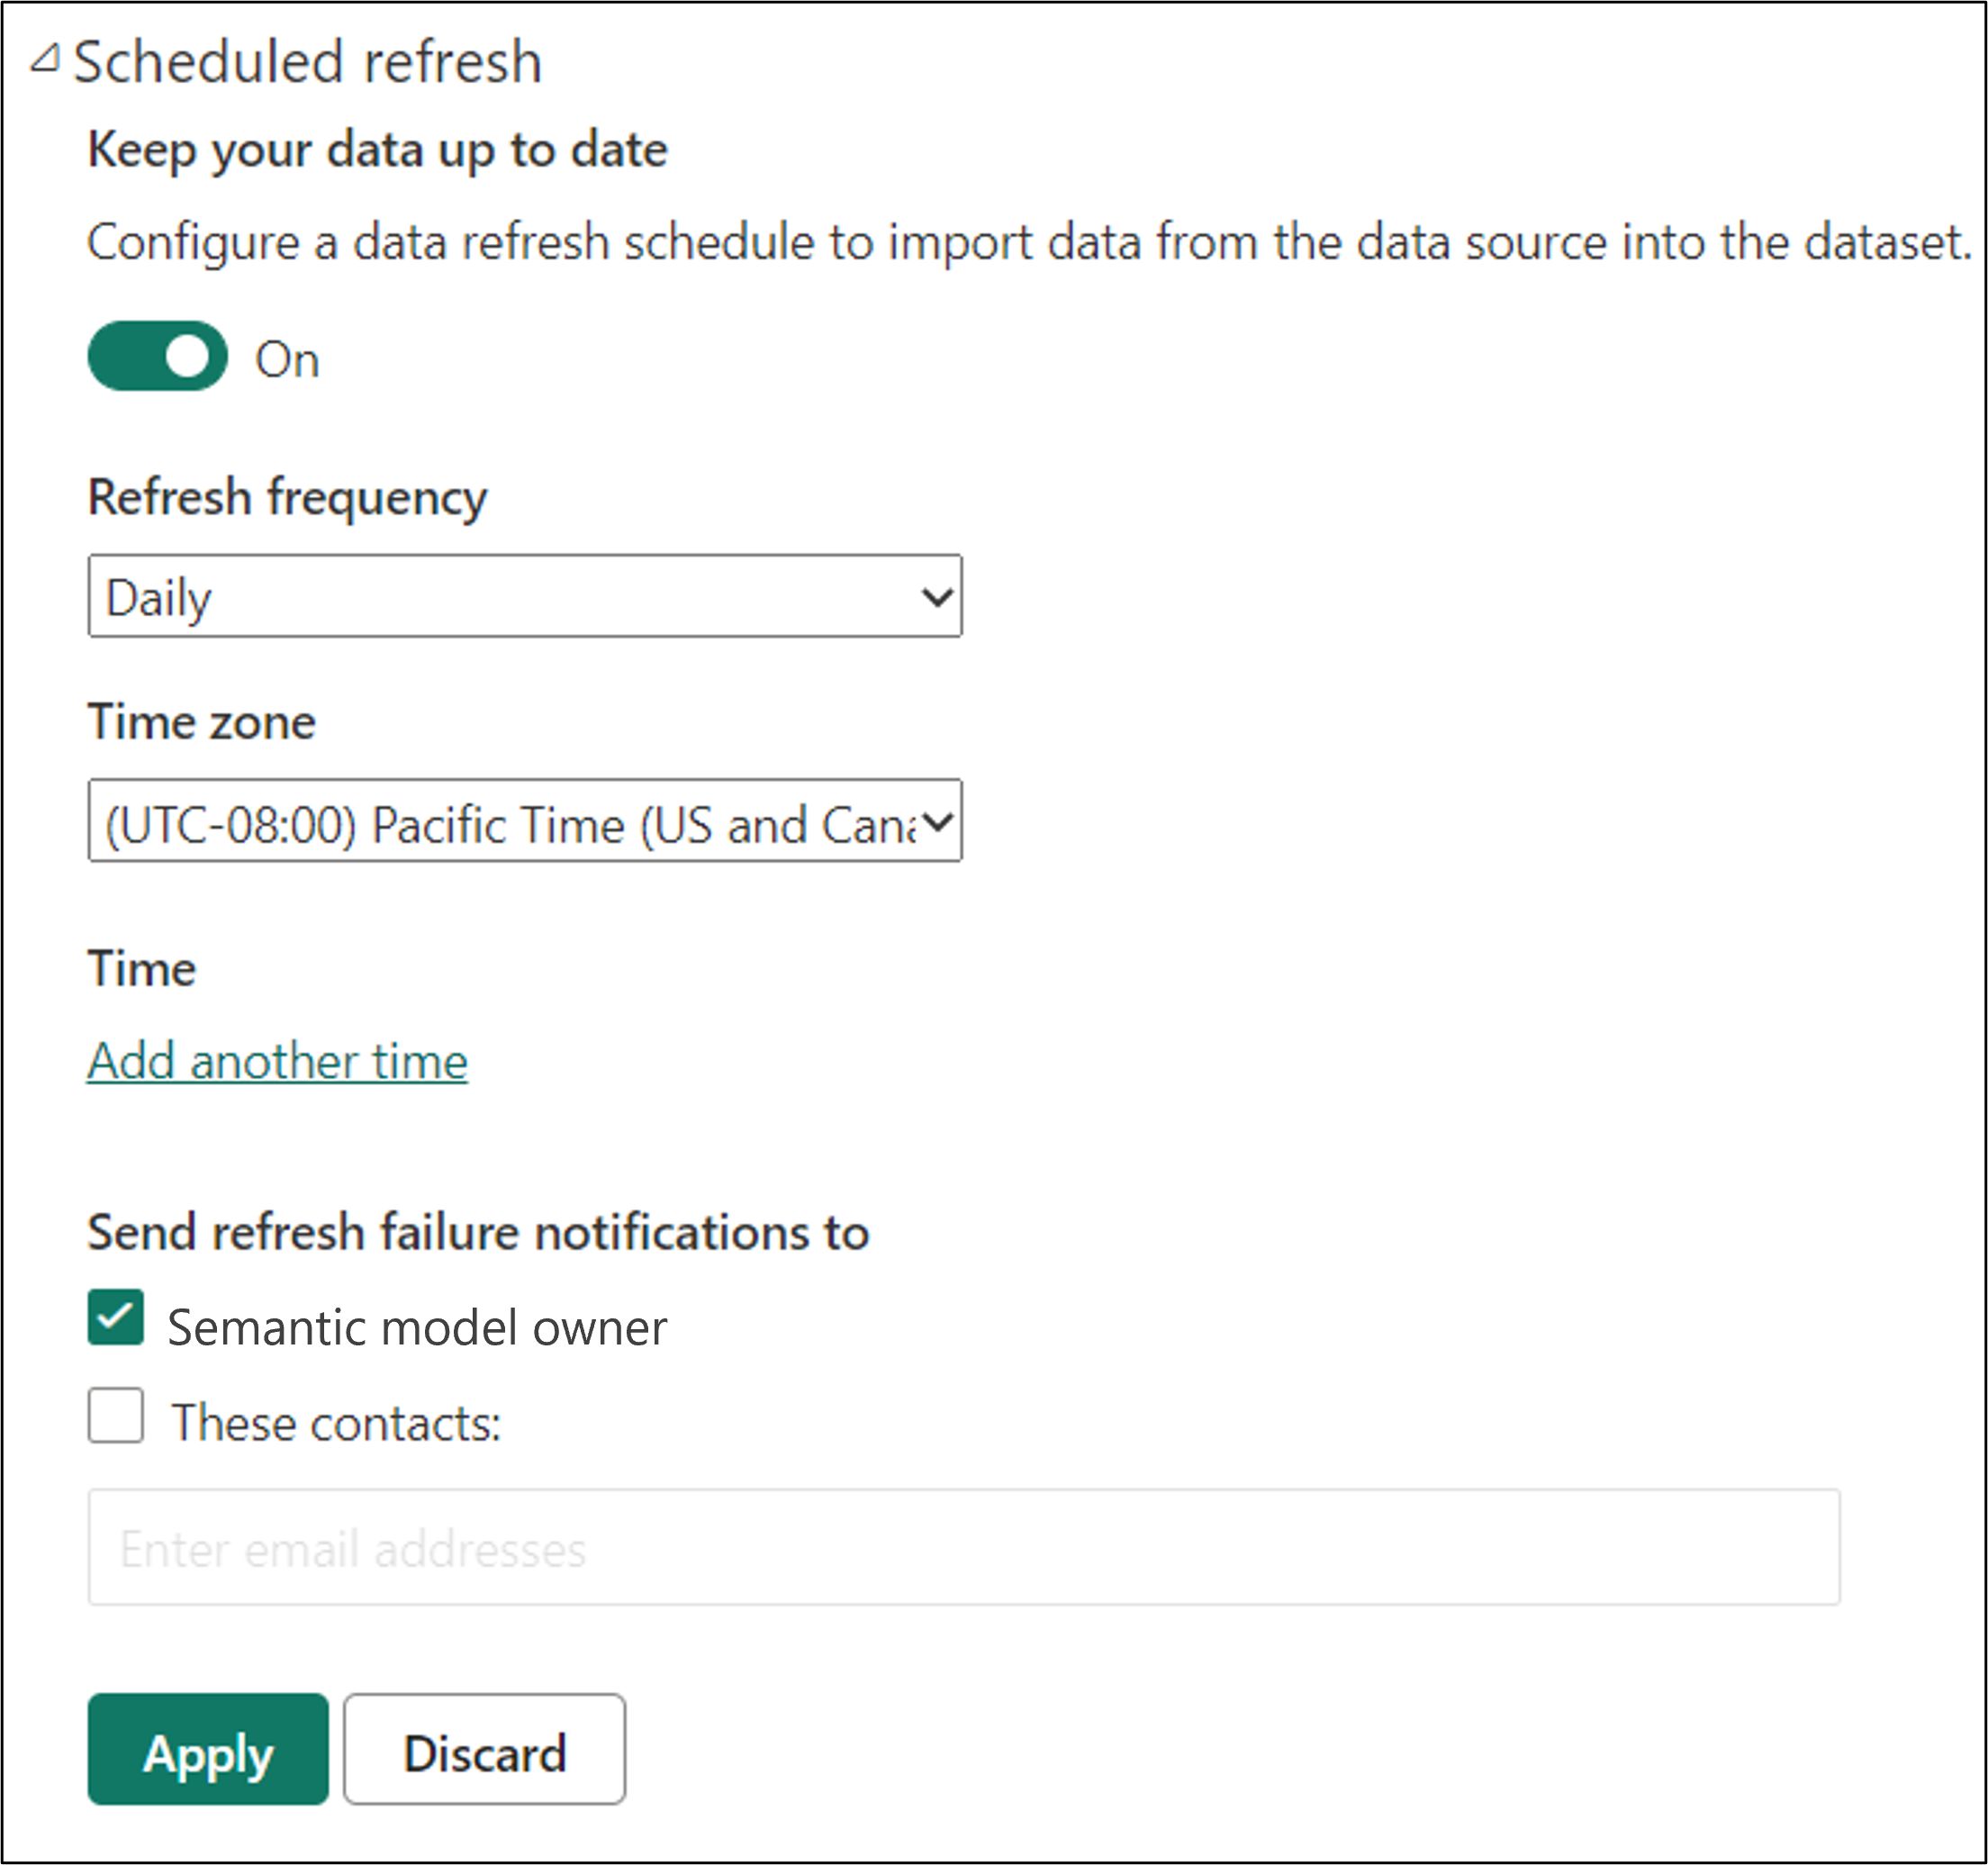 Scheduled refresh
Keep your data up to date
Configure a data refresh schedule to import data from the data source into the dataset.
On
Refresh frequency
Daily
Time zone
(UTC-08:00) Pacific Time (US and Cana
Time
Add another time
Send refresh failure notifications to
Semantic model owner
These contacts:
Enter email addresses
Apply Discard